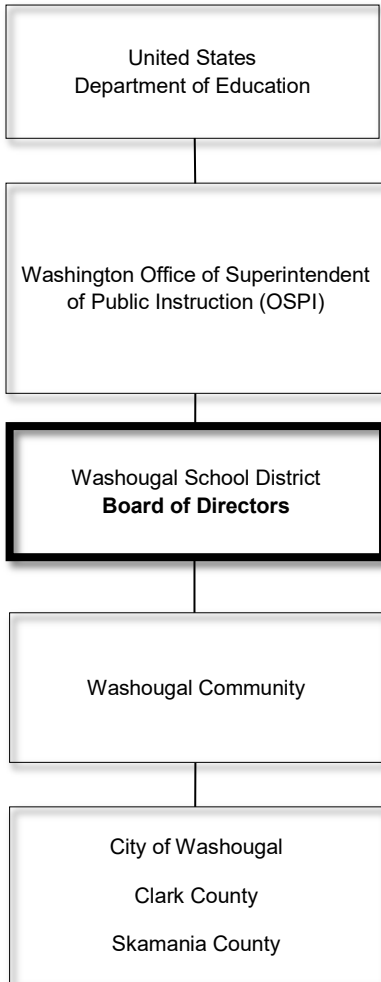 United States
Department of Education
Washington Office of Superintendent
of Public Instruction (OSPI)
Washougal School District
Board of Directors
Washougal Community
City of Washougal
Clark County
Skamania County